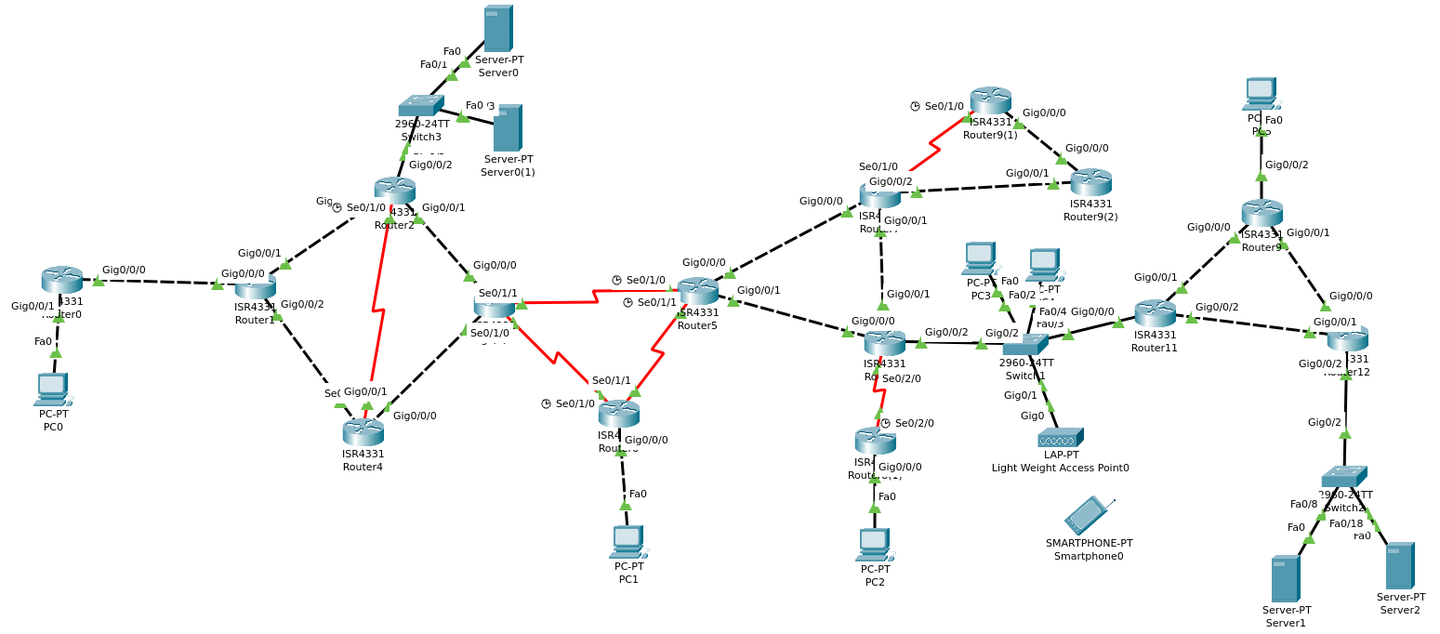 Server-PT
Server0
Fa0
Fa0/1
2960-24TT
Switch3
Fa0
Server-PT
Server0(1)
Gig0/0/2
Se0/1/0
Gig0/0/1
Router2
Gig0/0/0
Gig0/0/1
Gig0/0/0
Gig0/0/1
Gig0/0/2
ISR4331
Fa0
PC-PT
PC0
Gig0/0/0
Se0/1/1
Se0/1/0
Gig0/0/1
Gig0/0/0
ISR4331
Router4
Se0/1/0
Se0/1/1
Gig0/0/0
Gig0/0/1
ISR4331
Router5
Se0/1/1
Se0/1/0
Gig0/0/0
Fa0
PC-PT
PC1
Se0/1/0
ISR4331
Router9(1)
Gig0/0/0
Gig0/0/0
Gig0/0/1
ISR4331
Router9(2)
Se0/1/0
Gig0/0/2
Gig0/0/0
Gig0/0/1
Gig0/0/1
Gig0/0/0
Gig0/0/2
ISR4331
Se0/2/0
Se0/2/0
Gig0/0/0
Fa0
PC-PT
PC2
PC3
Fa0
Fa0/2
Fa0/4
Fa0/3
Gig0/2
2960-24TT
Switch1
Gig0/0/0
Gig0/1
Gig0
LAP-PT
Light Weight Access Point0
SMARTPHONE-PT
Smartphone0
Gig0/0/1
Gig0/0/2
ISR4331
Router11
Fa0
Gig0/0/2
Gig0/0/0
ISR4331
Router9
Gig0/0/1
Gig0/0/0
Gig0/0/1
Gig0/0/2
Gig0/2
2960-24TT
Switch2
Fa0/8
Fa0/18
Fa0
Fa0
Server-PT
Server1
Server-PT
Server2